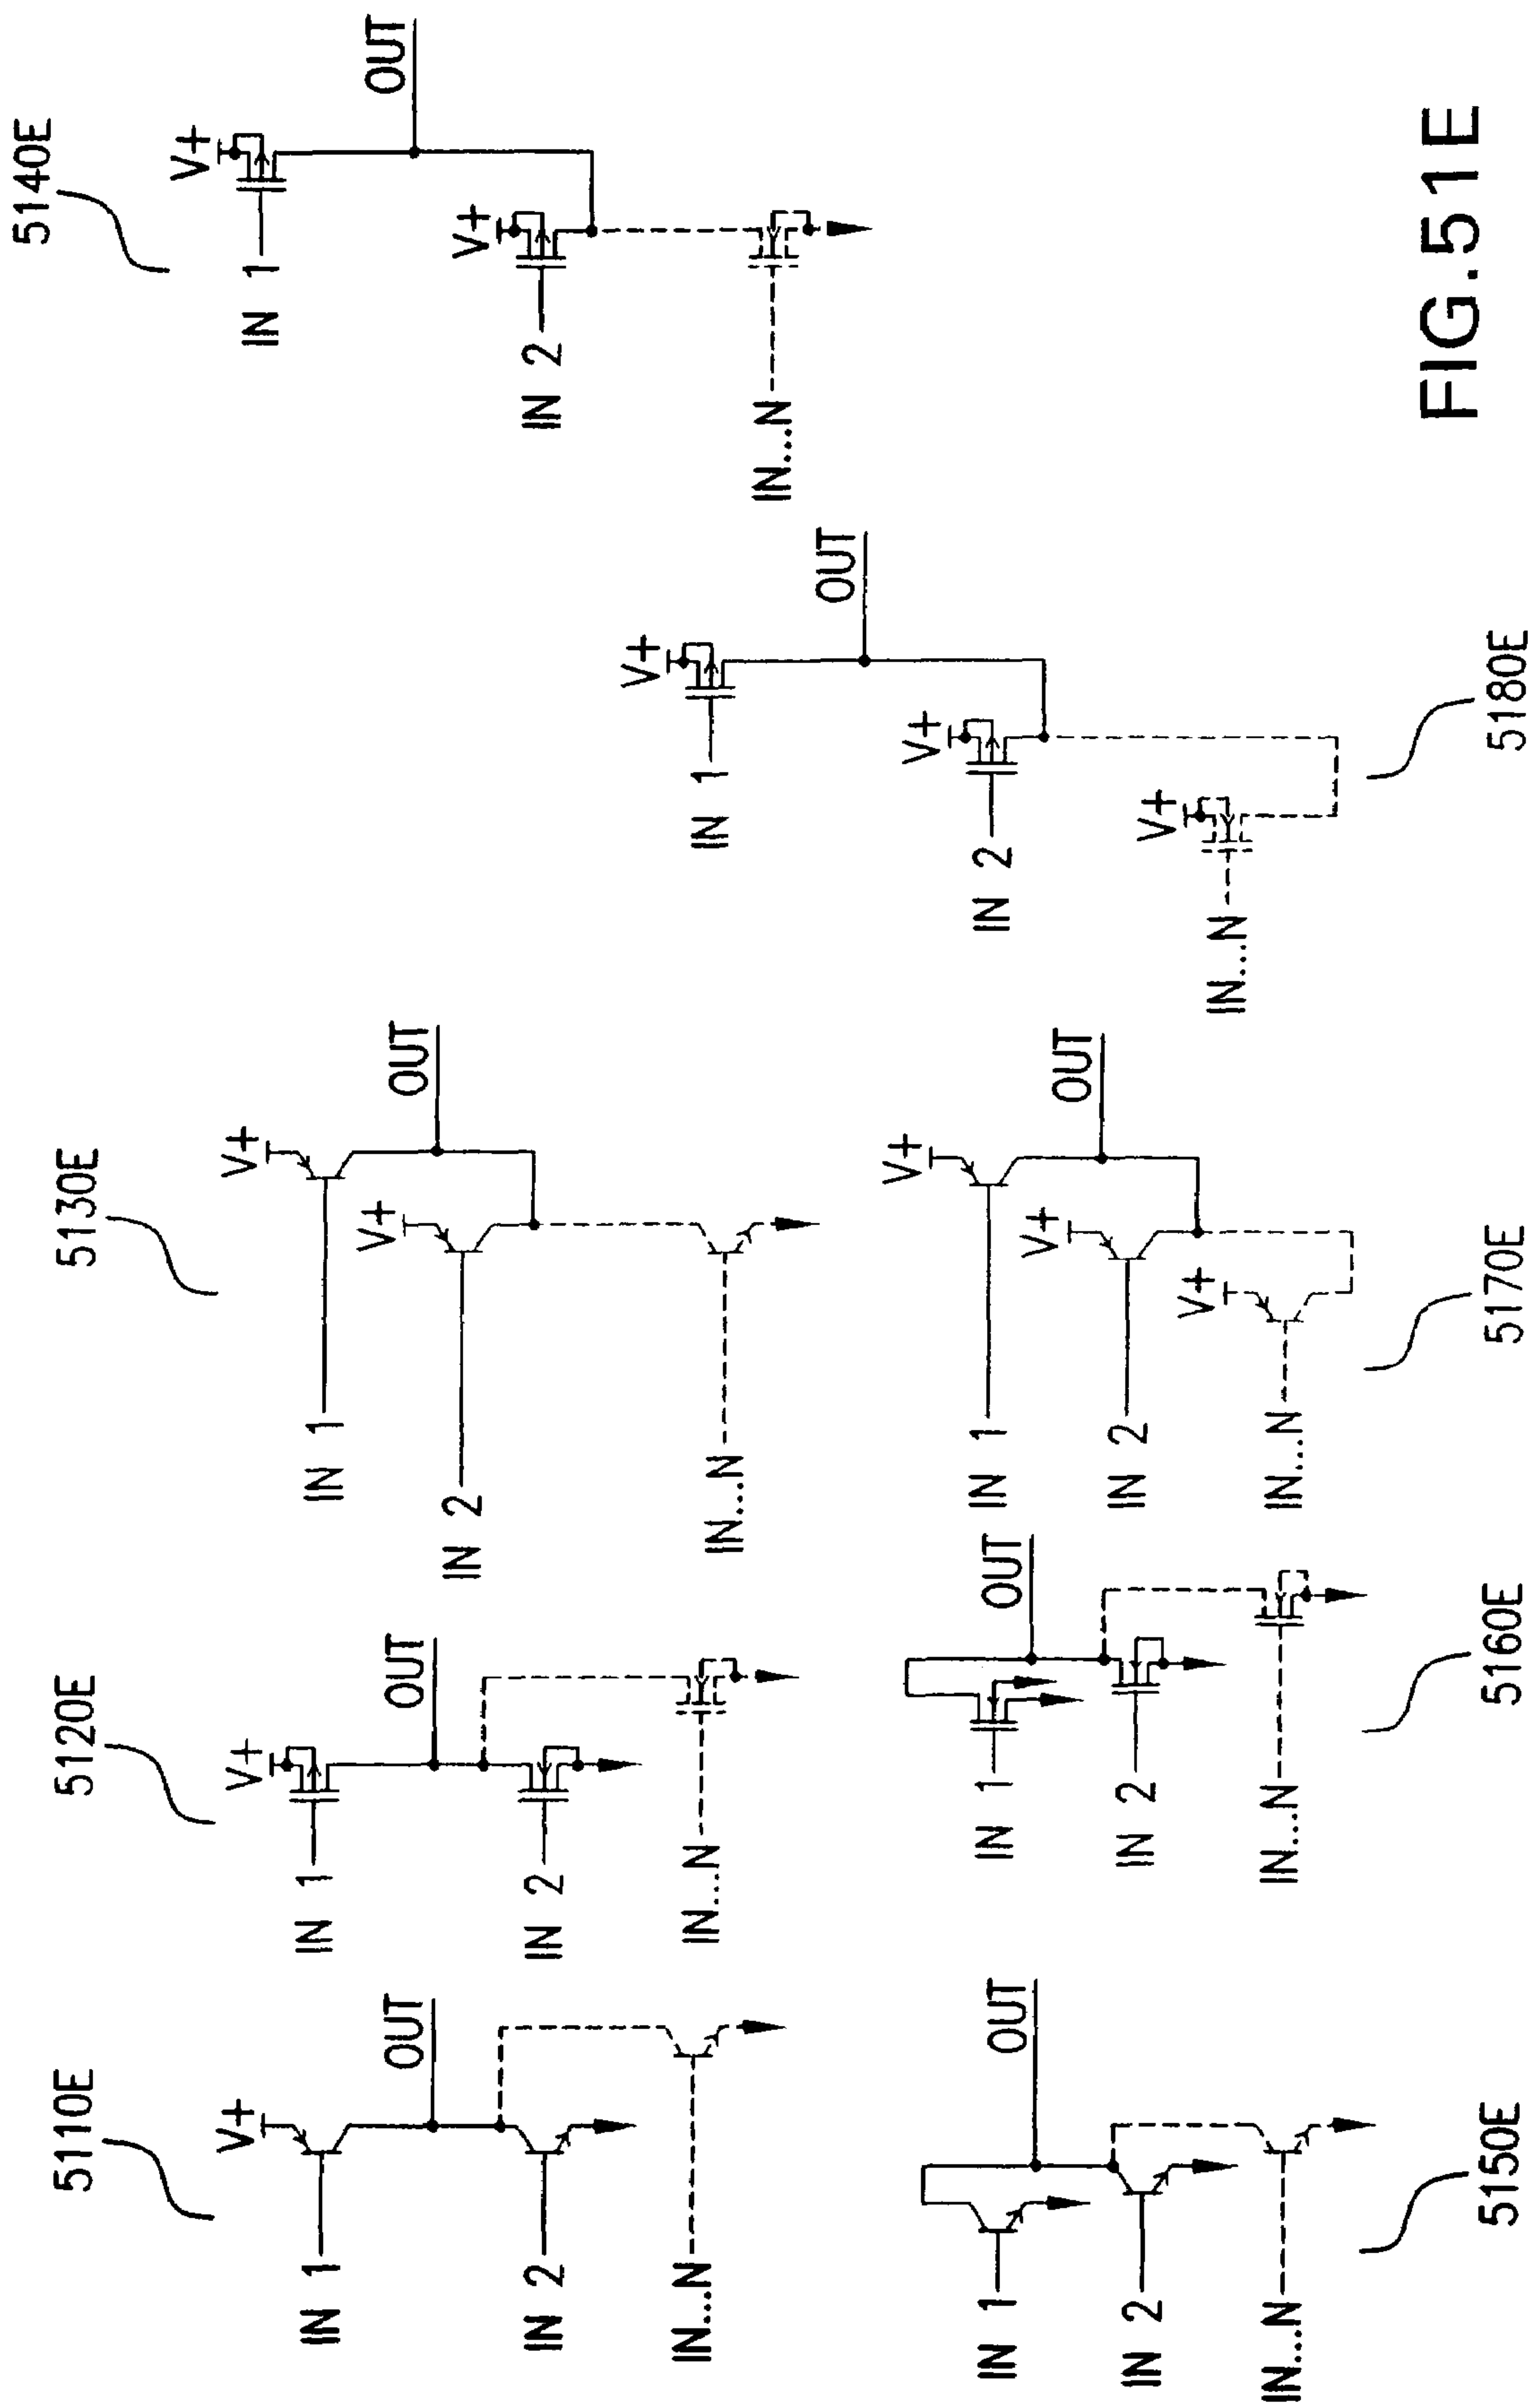 5110E
V+
IN 1
OUT
IN 2
IN...N
5120E
V+
IN 1
OUT
IN 2
IN...N
5130E
V+
IN 1
V+
OUT
IN 2
IN...N
5140E
V+
IN 1
OUT
V+
IN 2
IN...N
5150E
OUT
IN 1
IN 2
IN...N
5160E
OUT
IN 1
IN 2
IN...N
5170E
V+
IN 1
V+
OUT
IN 2
V+
IN...N
5180E
V+
IN 1
OUT
V+
IN 2
V+
IN...N
FIG.51E